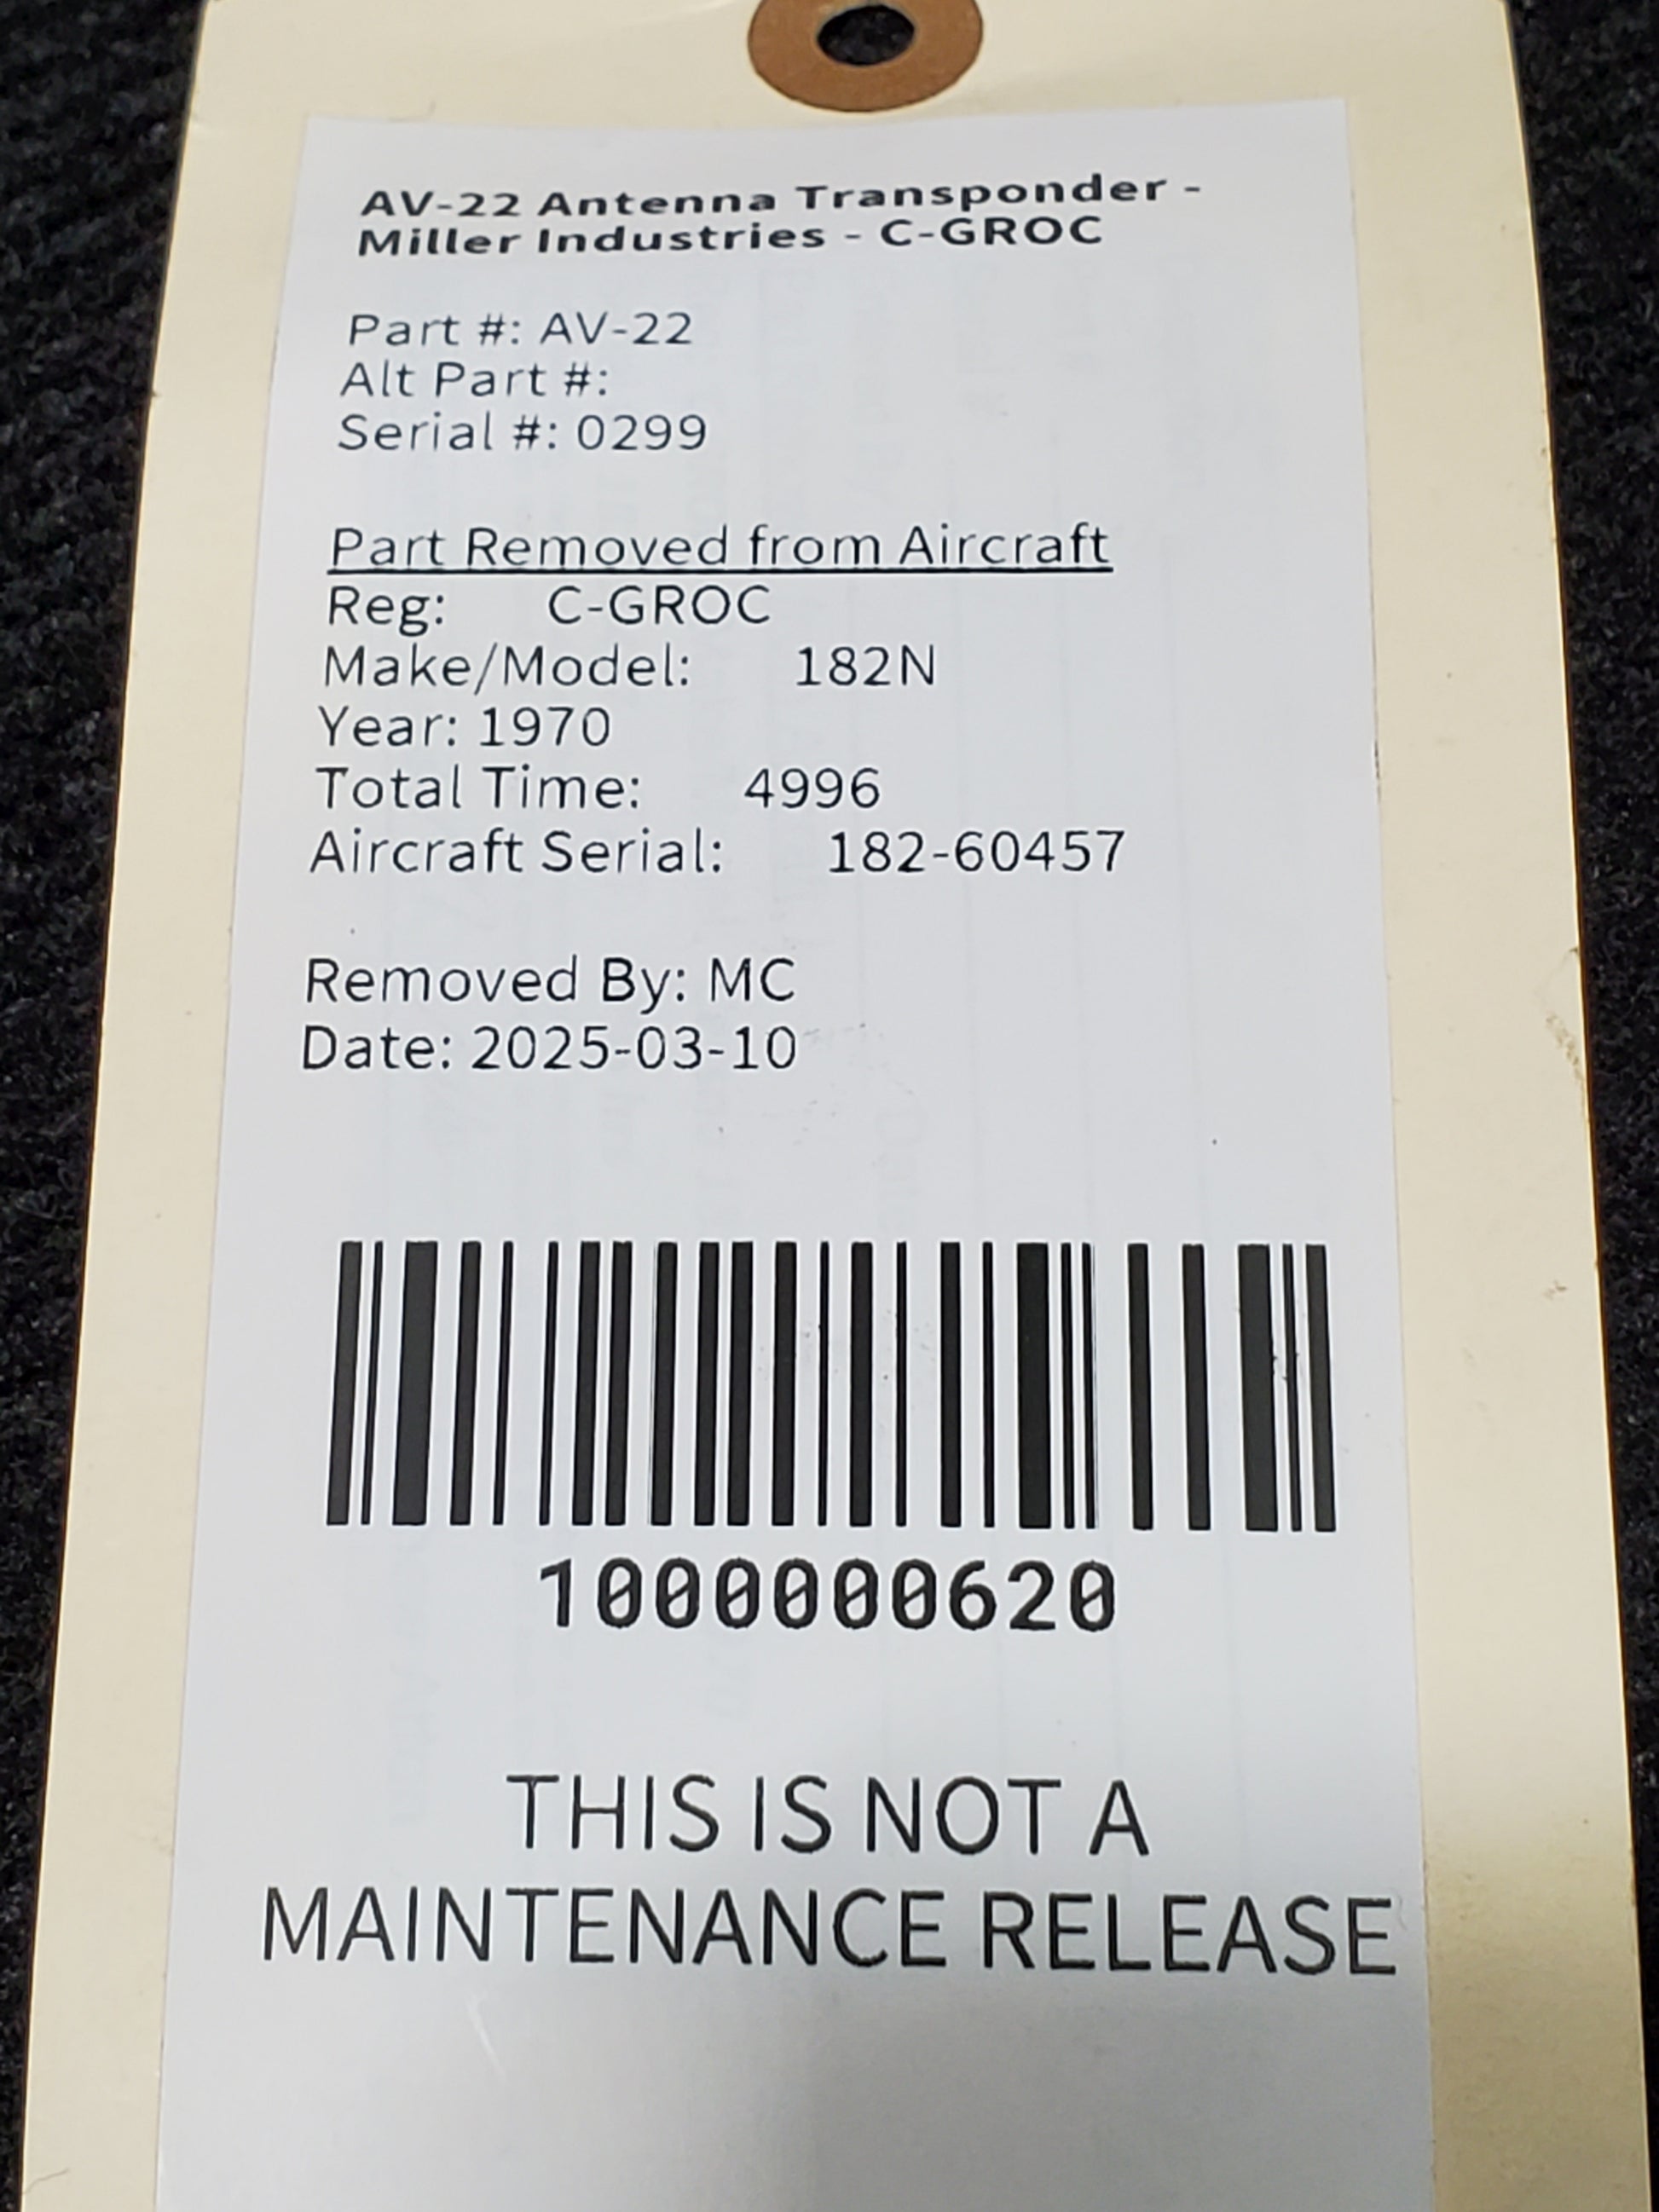 AV-22 Antenna Transponder -
Miller Industries - C-GROC
Part #: AV-22
Alt Part #:
Serial #: 0299
Part Removed from Aircraft
Reg: C-GROC
Make/Model: 182N
Year: 1970
Total Time: 4996
Aircraft Serial: 182-60457
Removed By: MC
Date: 2025-03-10
1000000620
THIS IS NOT A
MAINTENANCE RELEASE